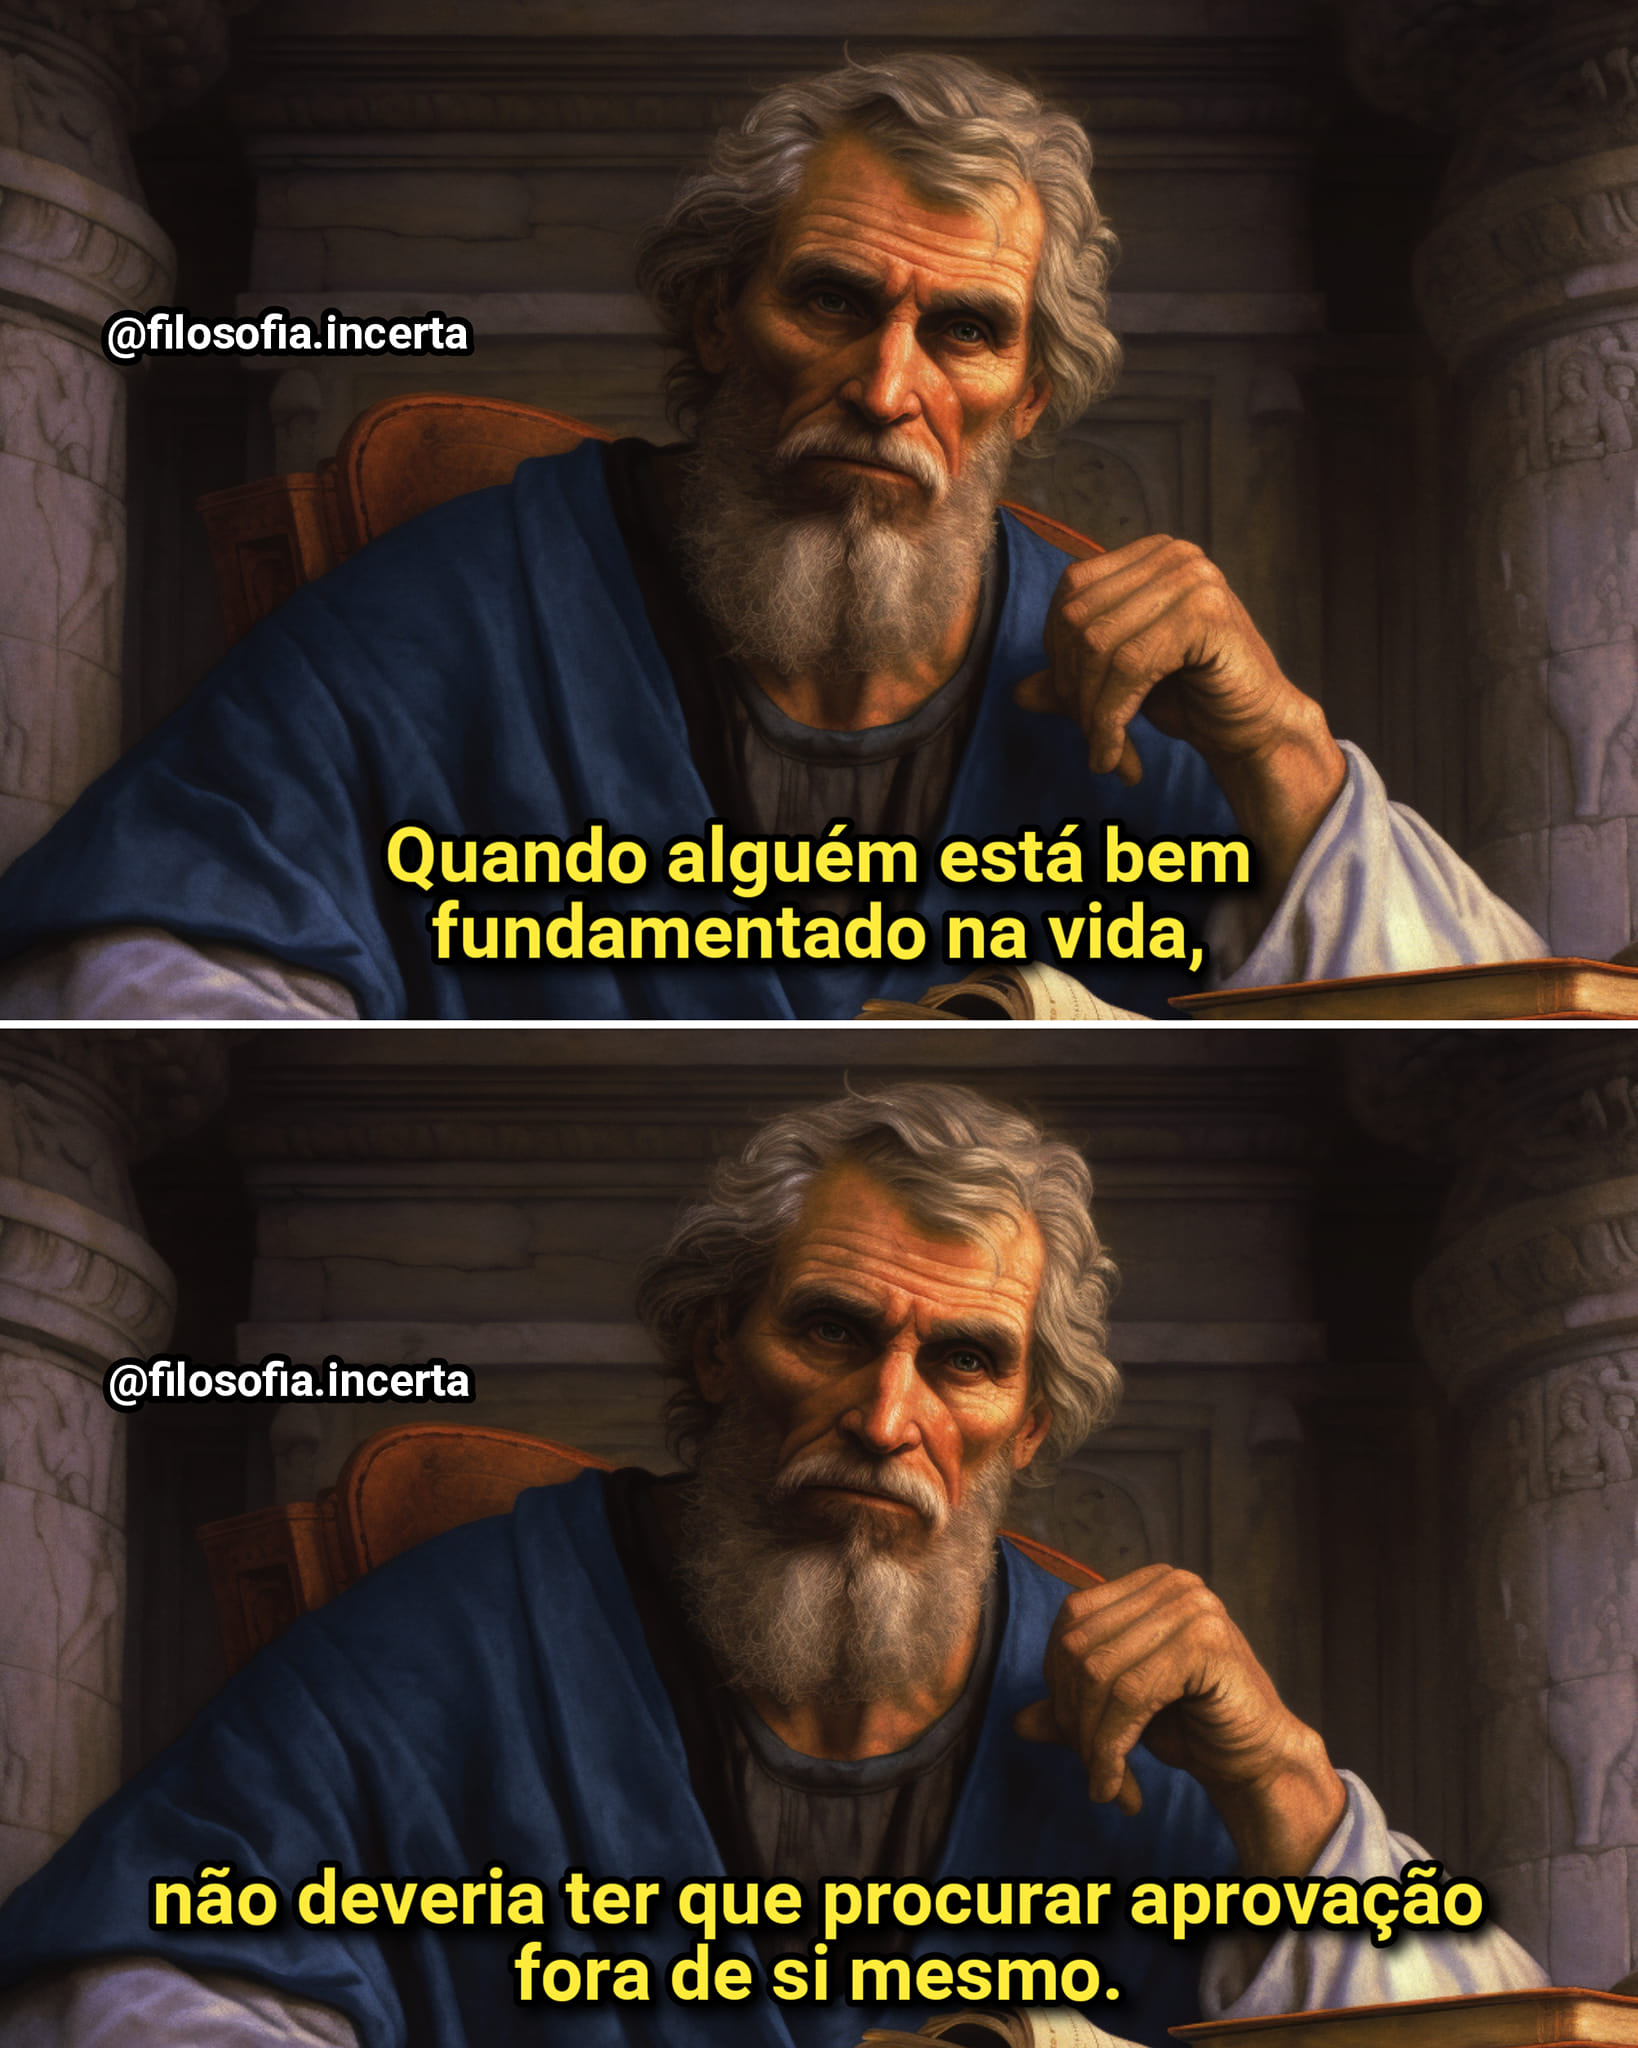 @filosofia.incerta
Quando alguém está bem
fundamentado na vida,
@filosofia.incerta
não deveria ter que procurar aprovação
fora de si mesmo.